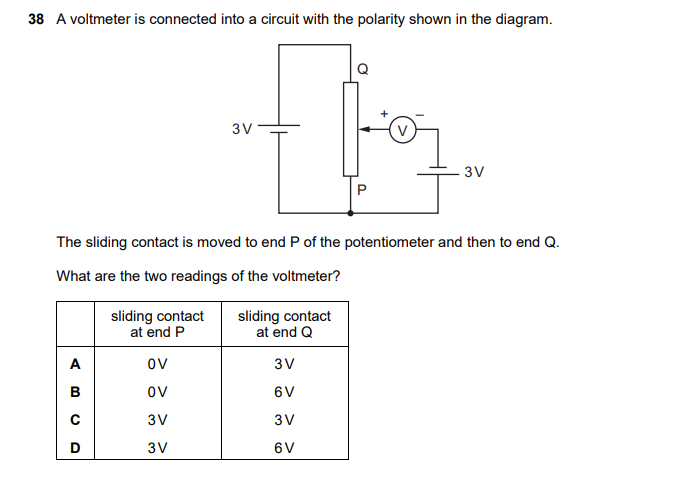 38 A voltmeter is connected into a circuit with the polarity shown in the diagram.
Q
+ –
3 V
V
3 V
P
The sliding contact is moved to end P of the potentiometer and then to end Q.
What are the two readings of the voltmeter?
sliding contact at end P sliding contact at end Q
A 0 V 3 V
B 0 V 6 V
C 3 V 3 V
D 3 V 6 V